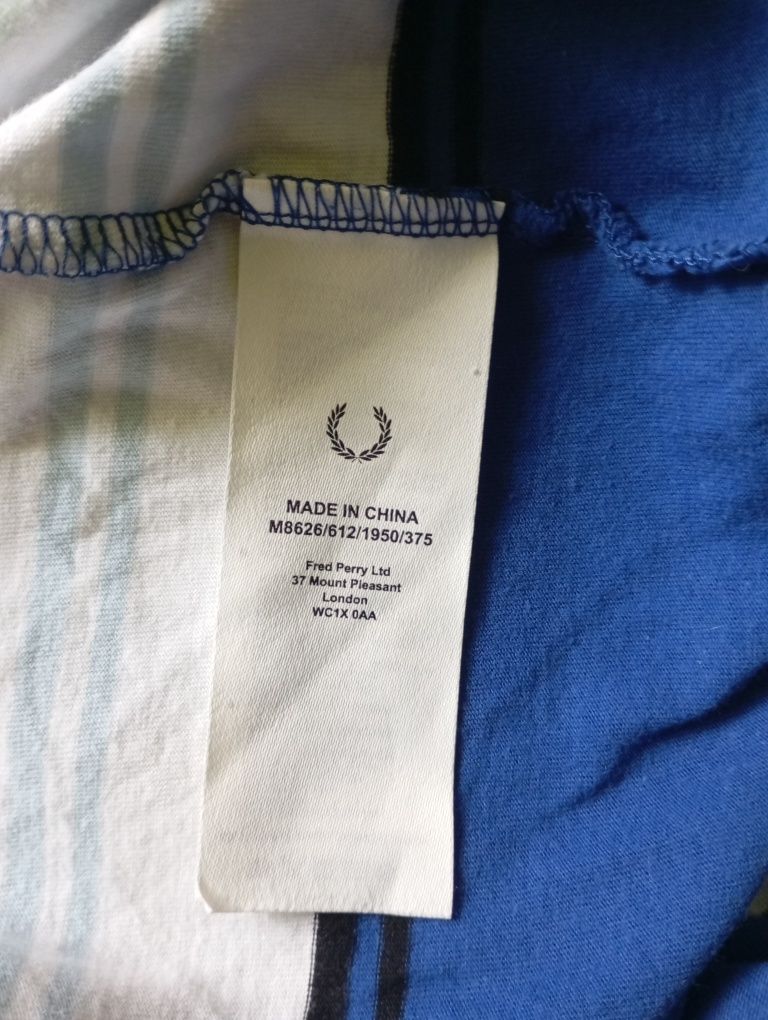 MADE IN CHINA
M8626/612/1950/375
Fred Perry Ltd
37 Mount Pleasant
London
WC1X 0AA